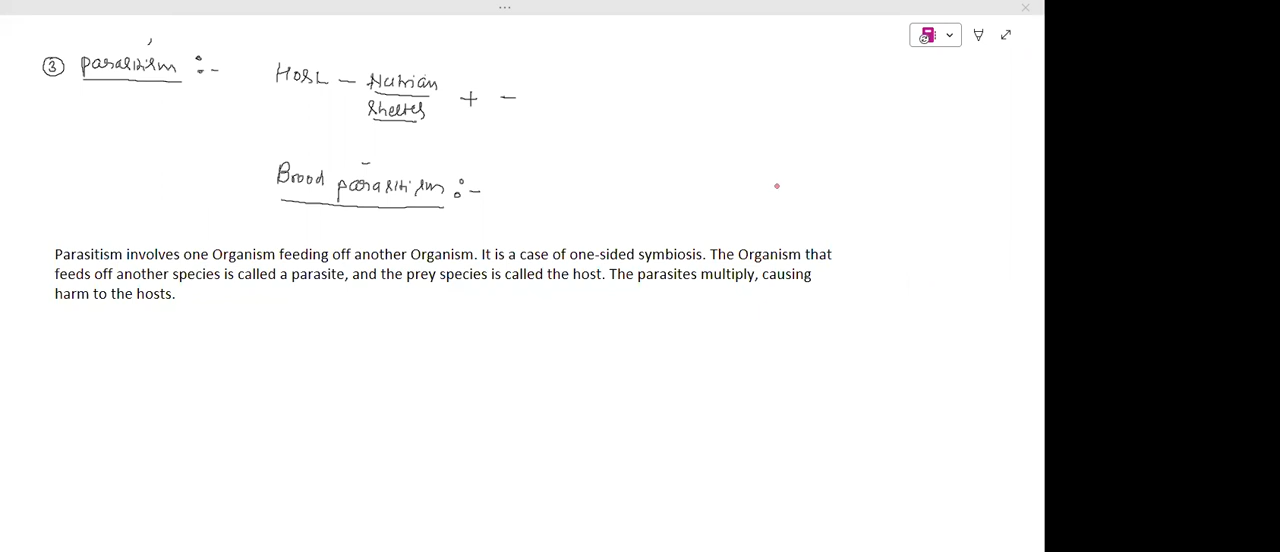 ③ parasitism :-
Host - Nutrian
Shelter
+ -
Brood parasitism :-
Parasitism involves one Organism feeding off another Organism. It is a case of one-sided symbiosis. The Organism that
feeds off another species is called a parasite, and the prey species is called the host. The parasites multiply, causing
harm to the hosts.